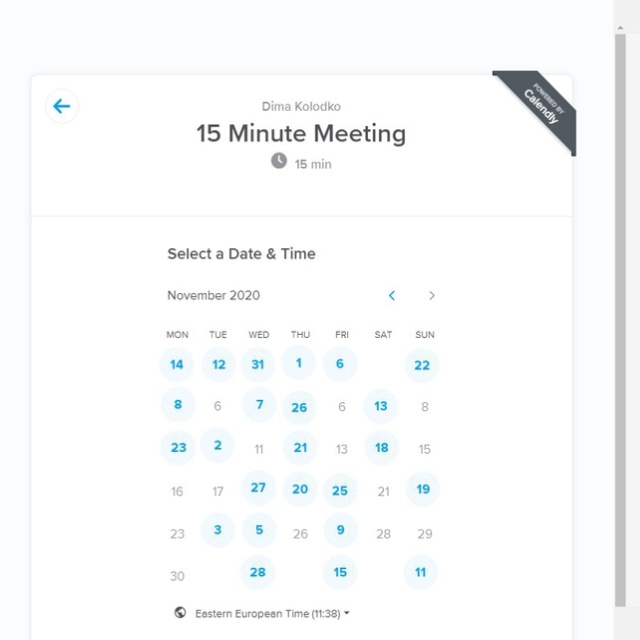 POWERED BY
Calendly
Dima Kolodko
15 Minute Meeting
15 min
Select a Date & Time
November 2020
MON TUE WED THU FRI SAT SUN
14 12 31 1 6 22
8 6 7 26 6 13 8
23 2 11 21 13 18 15
16 17 27 20 25 21 19
23 3 5 26 9 28 29
30 28 15 11
Eastern European Time (11:38)